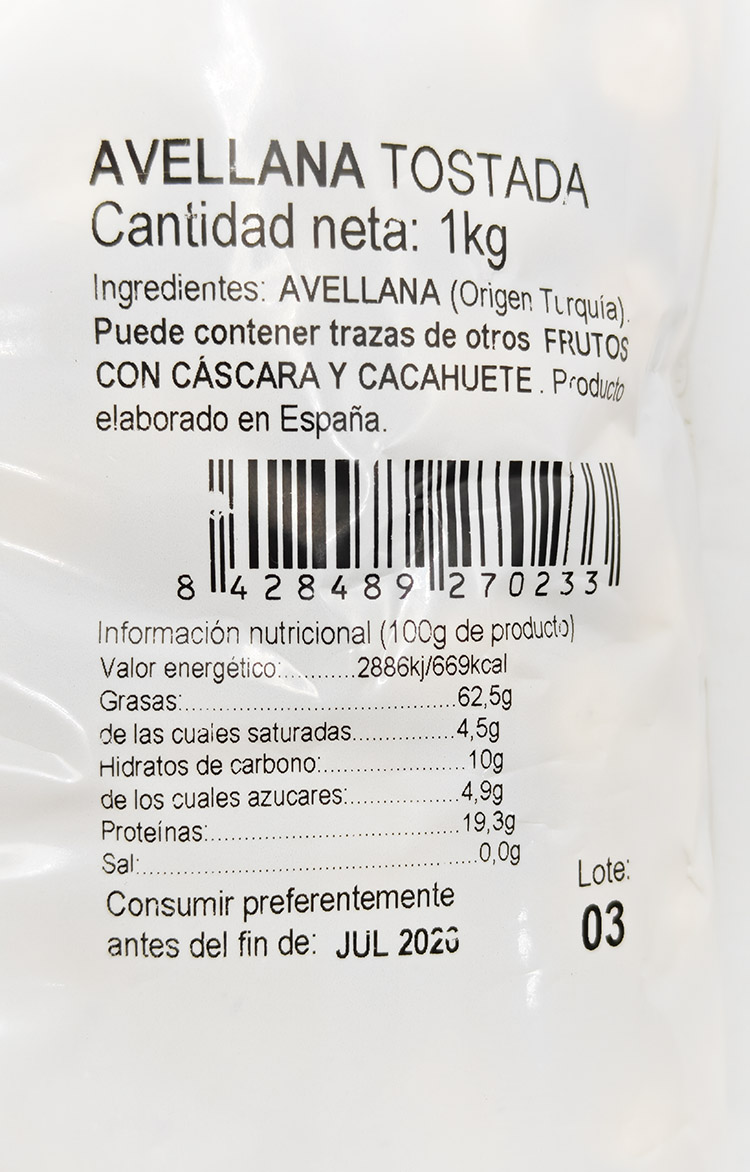 AVELLANA TOSTADA
Cantidad neta: 1kg
Ingredientes: AVELLANA (Origen Turquía).
Puede contener trazas de otros FRUTOS
CON CÁSCARA Y CACAHUETE. Producto
elaborado en España.
8 428489 270233
Información nutricional (100g de producto)
Valor energético:............2886kj/669kcal
Grasas:.................................................62,5g
de las cuales saturadas..................4,5g
Hidratos de carbono:..........................10g
de los cuales azucares:....................4,9g
Proteínas:.............................................19,3g
Sal:..........................................................0,0g
Consumir preferentemente
antes del fin de: JUL
Lote:
03